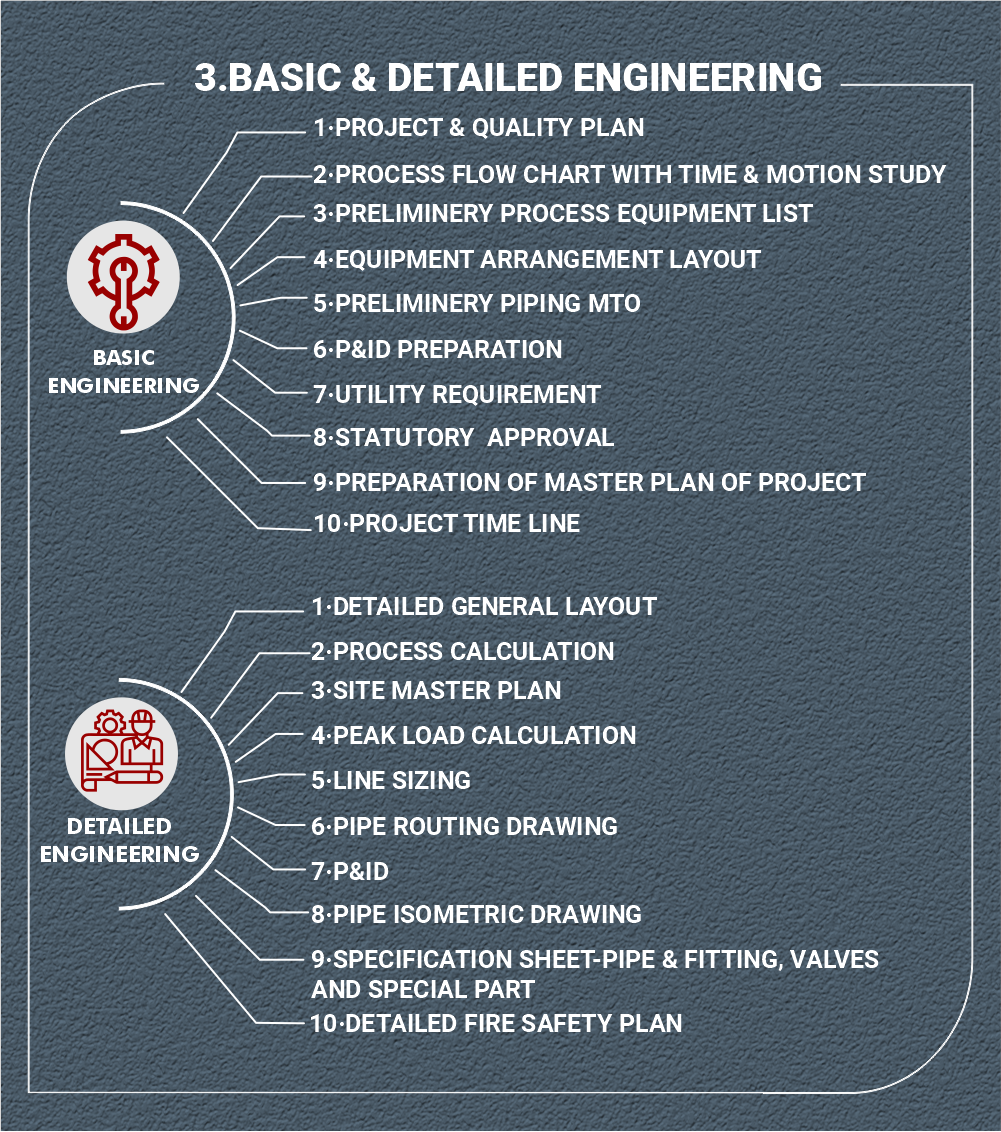 3.BASIC & DETAILED ENGINEERING
1·PROJECT & QUALITY PLAN
2·PROCESS FLOW CHART WITH TIME & MOTION STUDY
3·PRELIMINERY PROCESS EQUIPMENT LIST
4·EQUIPMENT ARRANGEMENT LAYOUT
5·PRELIMINERY PIPING MTO
6·P&ID PREPARATION
7·UTILITY REQUIREMENT
8·STATUTORY  APPROVAL
9·PREPARATION OF MASTER PLAN OF PROJECT
10·PROJECT TIME LINE
BASIC
ENGINEERING
1·DETAILED GENERAL LAYOUT
2·PROCESS CALCULATION
3·SITE MASTER PLAN
4·PEAK LOAD CALCULATION
5·LINE SIZING
6·PIPE ROUTING DRAWING
7·P&ID
8·PIPE ISOMETRIC DRAWING
9·SPECIFICATION SHEET-PIPE & FITTING, VALVES
AND SPECIAL PART
10·DETAILED FIRE SAFETY PLAN
DETAILED
ENGINEERING